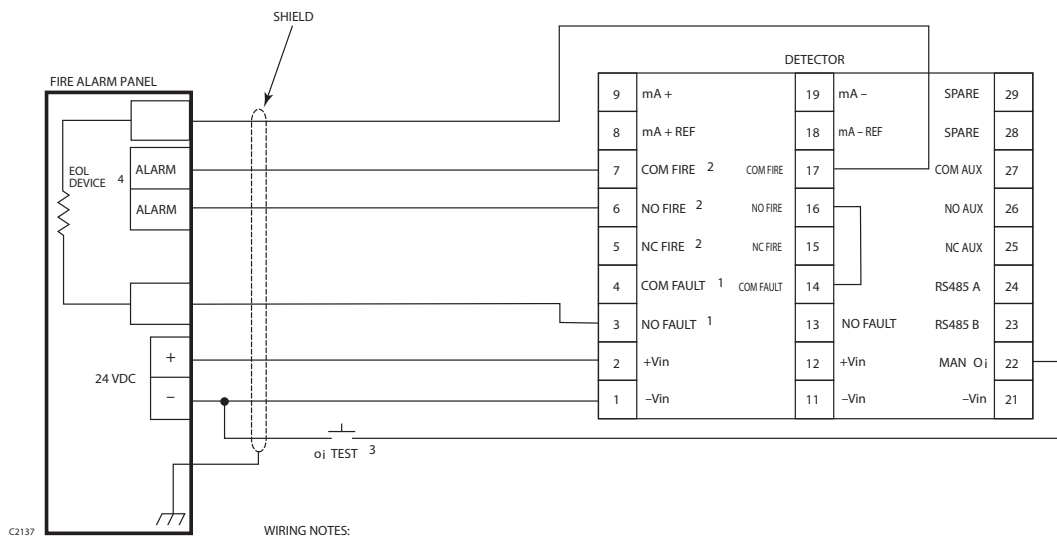 SHIELD
FIRE ALARM PANEL
DETECTOR
EOL
DEVICE 4
ALARM
ALARM
24 VDC
+
–
oi TEST 3
9 mA + 19 mA – SPARE 29
8 mA + REF 18 mA – REF SPARE 28
7 COM FIRE 2 COM FIRE 17 COM AUX 27
6 NO FIRE 2 NO FIRE 16 NO AUX 26
5 NC FIRE 2 NC FIRE 15 NC AUX 25
4 COM FAULT 1 COM FAULT 14 RS485 A 24
3 NO FAULT 1 13 NO FAULT RS485 B 23
2 +Vin 12 +Vin MAN Oi 22
1 –Vin 11 –Vin –Vin 21
C2137
WIRING NOTES: